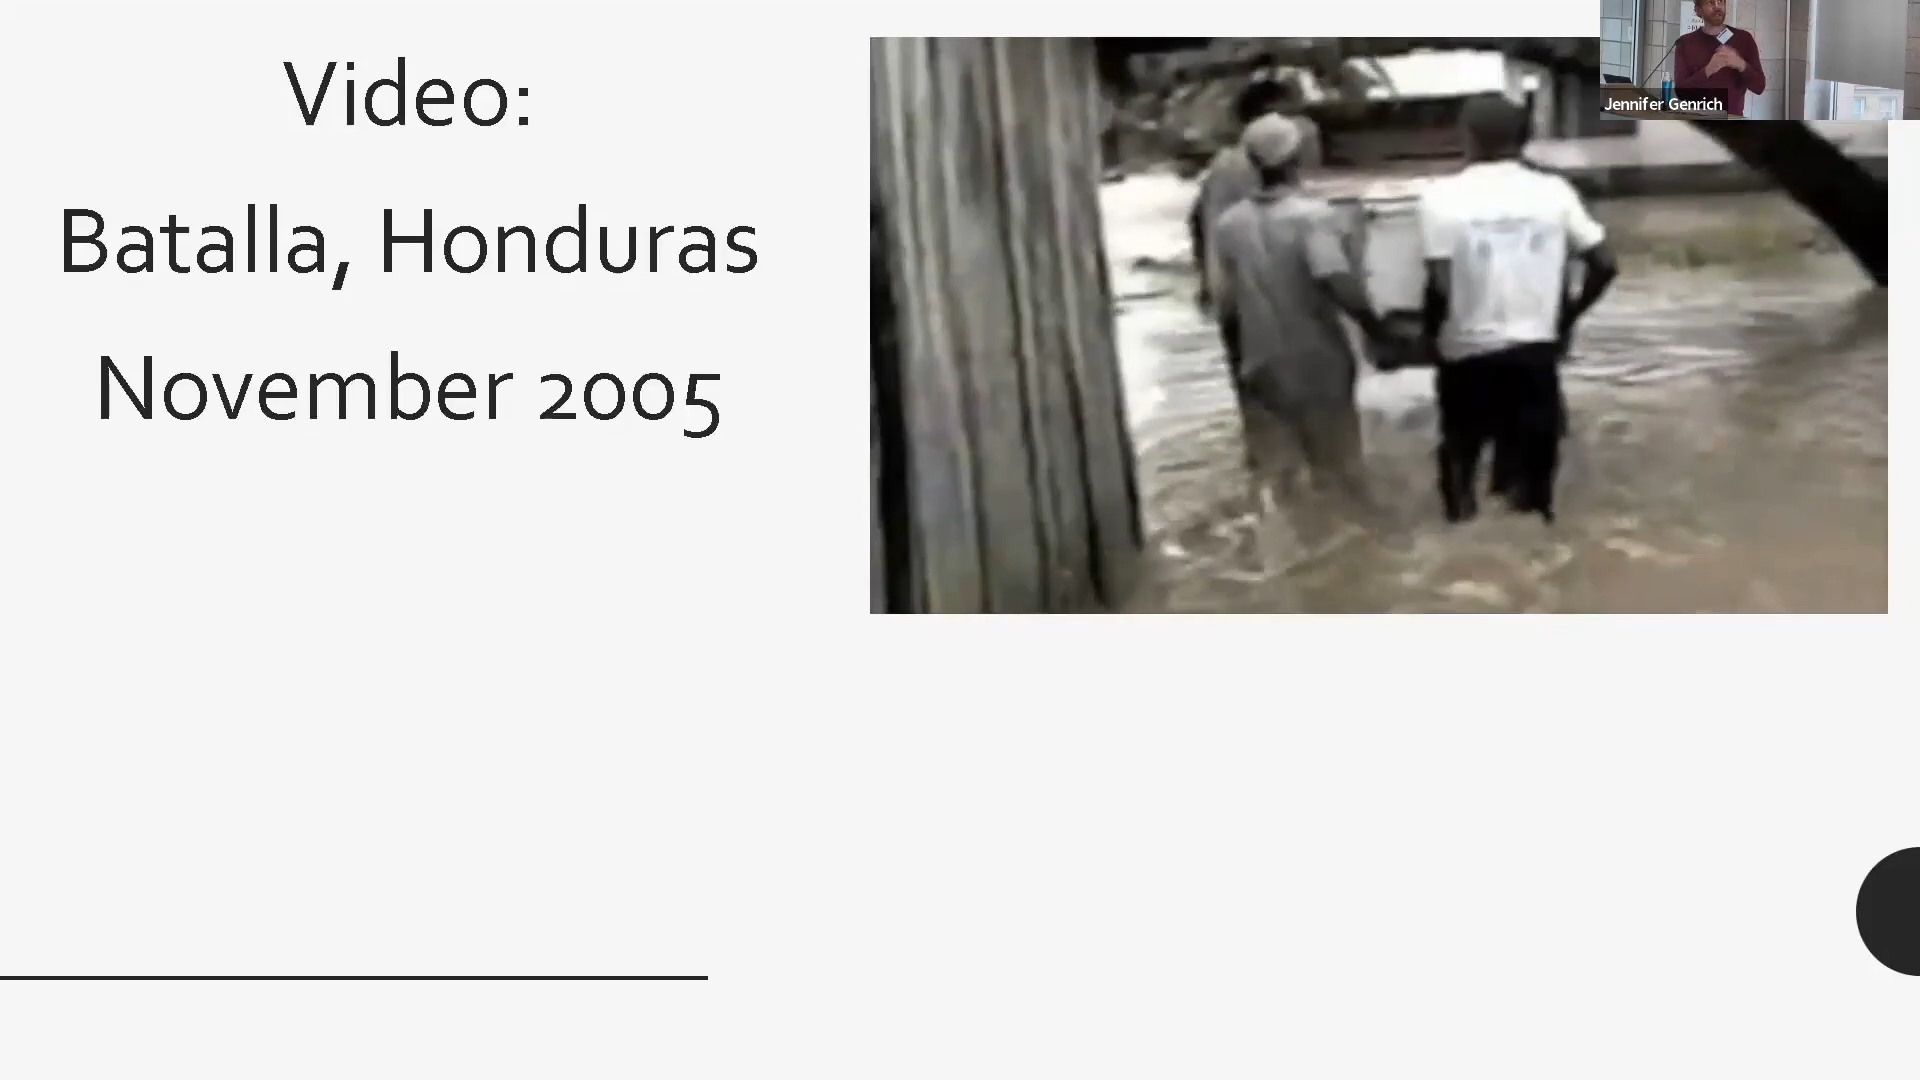 Video:
Batalla, Honduras
November 2005
Jennifer Genrich